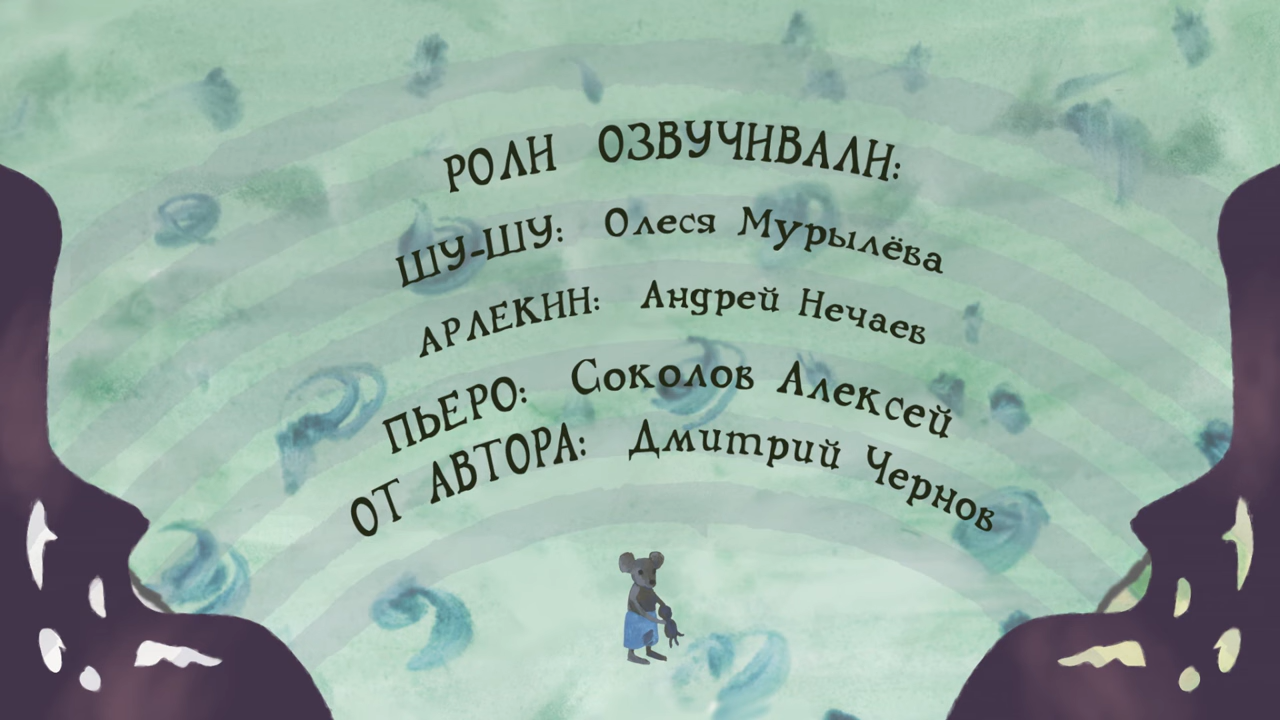 РОЛИ ОЗВУЧИВАЛИ:
ШУ-ШУ: Олеся Мурылёва
АРЛЕКИН: Андрей Нечаев
ПЬЕРО: Соколов Алексей
ОТ АВТОРА: Дмитрий Чернов